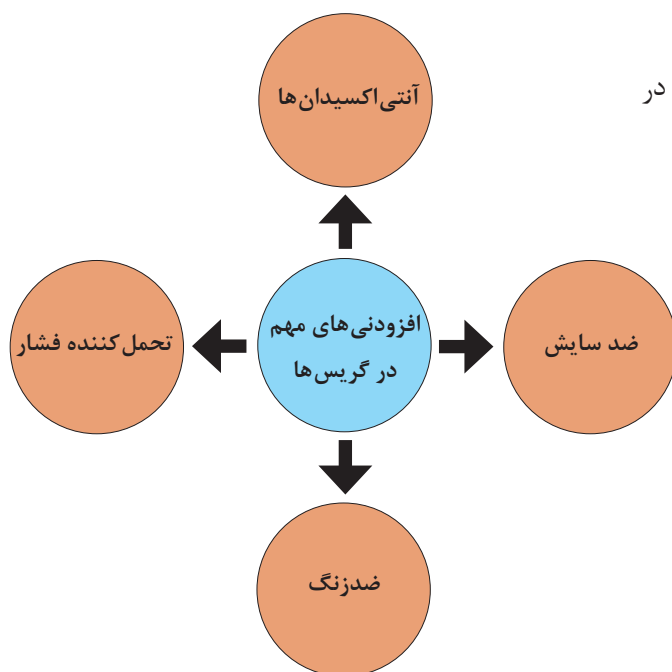 آنتی‌اکسیدان‌ها
در
افزودنی‌های مهم
در گریس‌ها
ضد سایش
تحمل‌کننده فشار
ضدزنگ